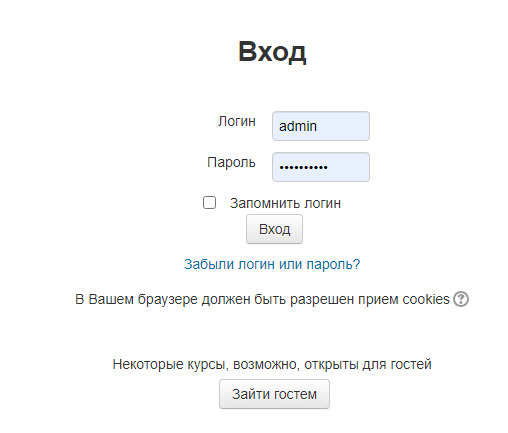 Вход
Логин admin
Пароль ••••••••••
Запомнить логин
Вход
Забыли логин или пароль?
В Вашем браузере должен быть разрешен прием cookies ?
Некоторые курсы, возможно, открыты для гостей
Зайти гостем